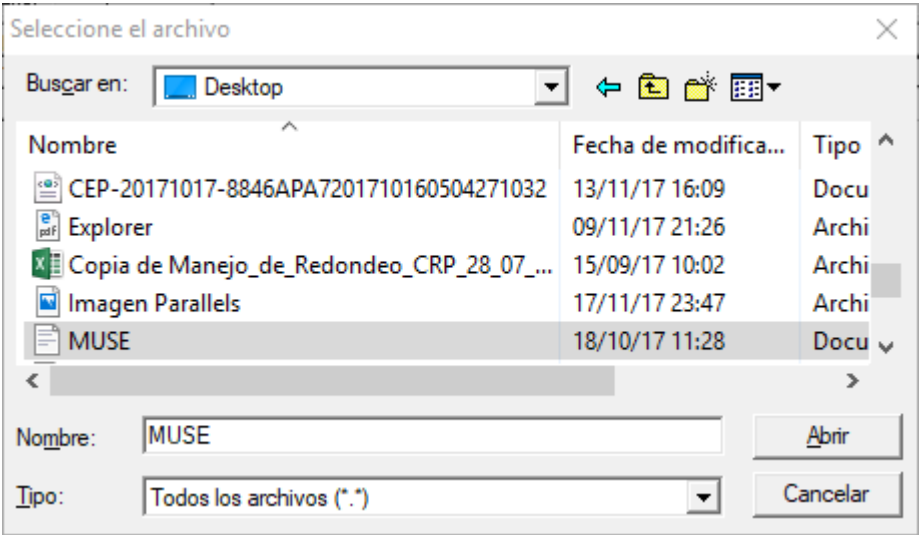 Seleccione el archivo
Buscar en: Desktop
Nombre Fecha de modifica... Tipo
CEP-20171017-8846APA7201710160504271032 13/11/17 16:09 Docu
Explorer 09/11/17 21:26 Archi
Copia de Manejo_de_Redondeo_CRP_28_07_... 15/09/17 10:02 Archi
Imagen Parallels 17/11/17 23:47 Archi
MUSE 18/10/17 11:28 Docu
Nombre: MUSE Abrir
Tipo: Todos los archivos (*.*) Cancelar